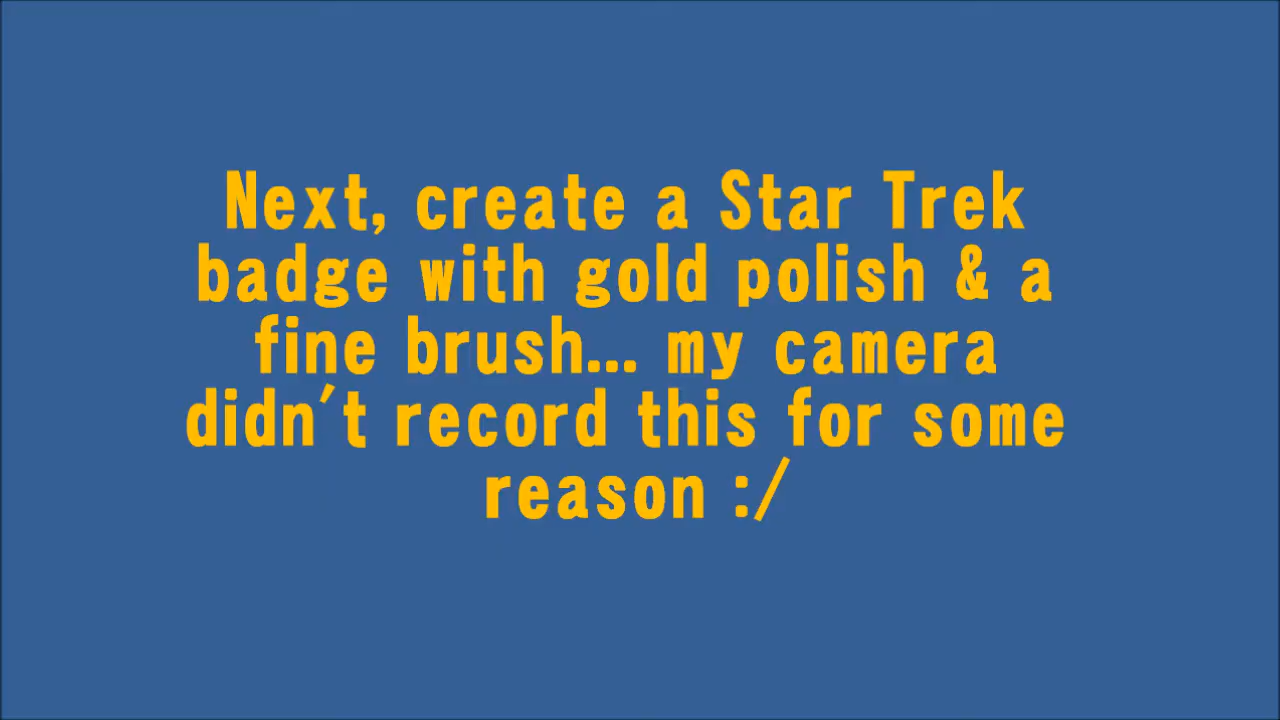 Next, create a Star Trek
badge with gold polish & a
fine brush... my camera
didn't record this for some
reason :/